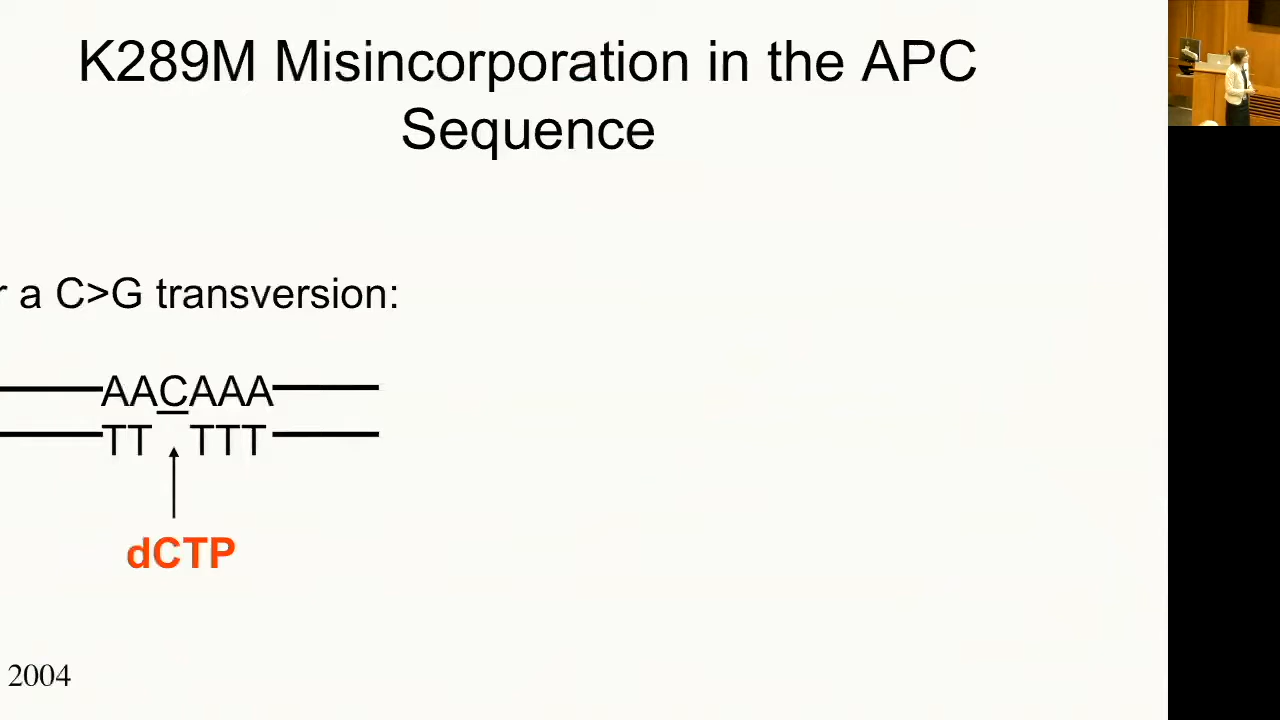 K289M Misincorporation in the APC
Sequence
r a C>G transversion:
AACAAA
TT TTT
dCTP
2004